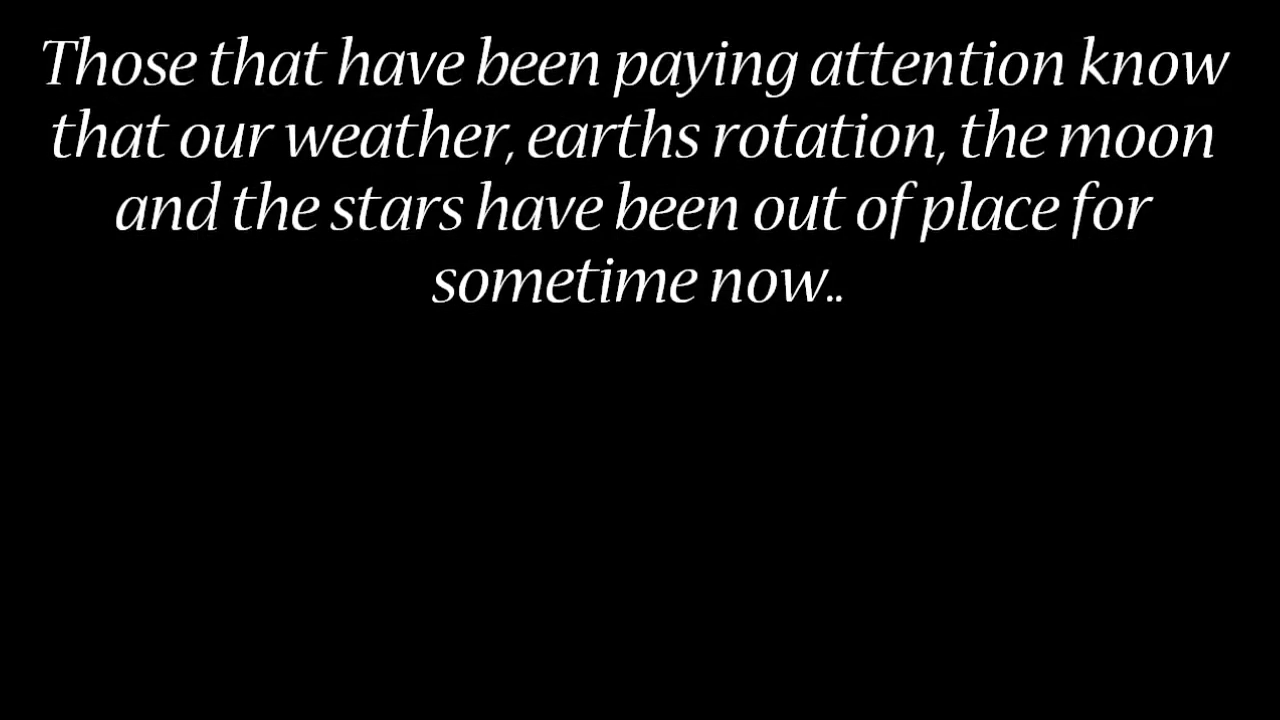 Those that have been paying attention know
that our weather, earths rotation, the moon
and the stars have been out of place for
sometime now..